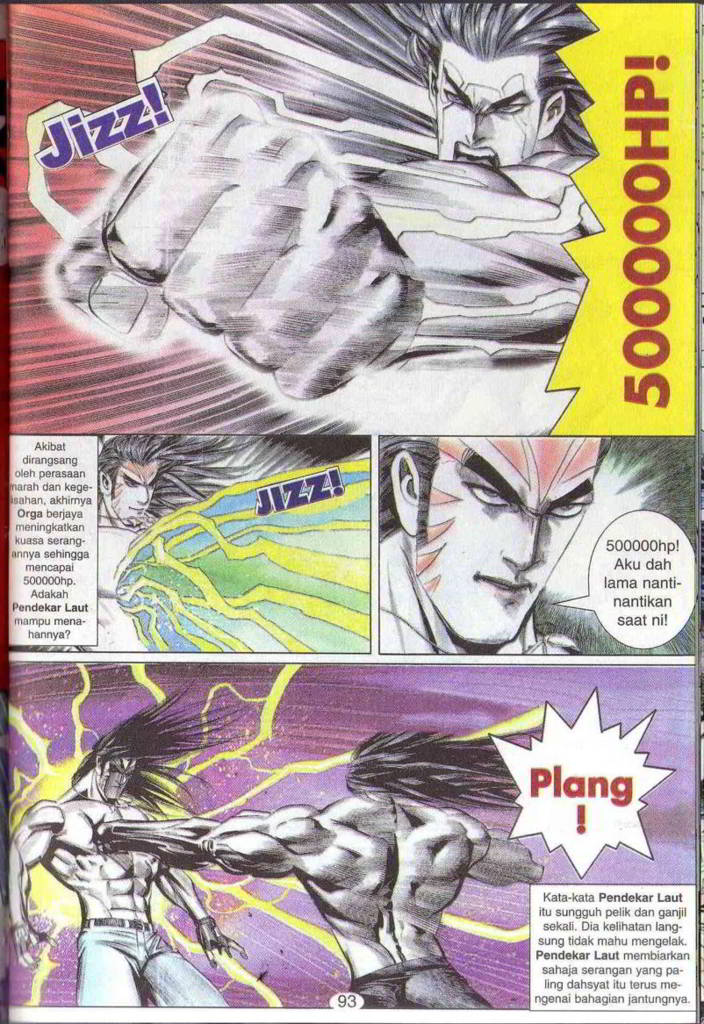 Jizz!
500000HP!
Akibat
dirangsang
oleh perasaan
marah dan kege-
lisahan, akhirnya
Orga berjaya
meningkatkan
kuasa serang-
annya sehingga
mencapai
500000hp.
Adakah
Pendekar Laut
mampu mena-
hannya?
JIZZ!
500000hp!
Aku dah
lama nanti-
nantikan
saat ni!
Plang
!
Kata-kata Pendekar Laut
itu sungguh pelik dan ganjil
sekali. Dia kelihatan lang-
sung tidak mahu mengelak.
Pendekar Laut membiarkan
sahaja serangan yang pa-
ling dahsyat itu terus me-
ngenai bahagian jantungnya.
93